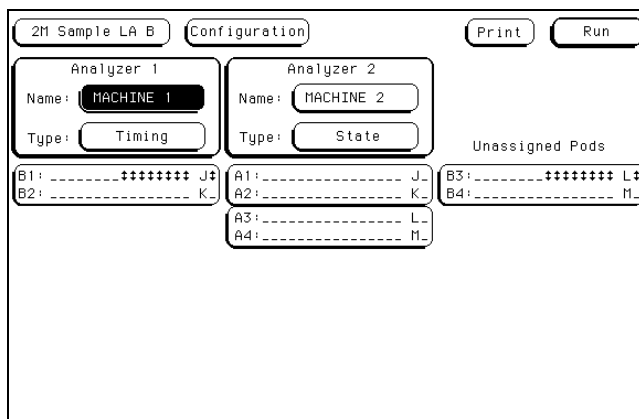 2M Sample LA B Configuration Print Run
Analyzer 1 Analyzer 2
Name: MACHINE 1 Name: MACHINE 2
Type: Timing Type: State
Unassigned Pods
B1:________‡‡‡‡‡‡‡‡ J‡ A1:________________ J_ B3:________‡‡‡‡‡‡‡‡ L‡
B2:________________ K_ A2:________________ K_ B4:________________ M_
A3:________________ L_
A4:________________ M_